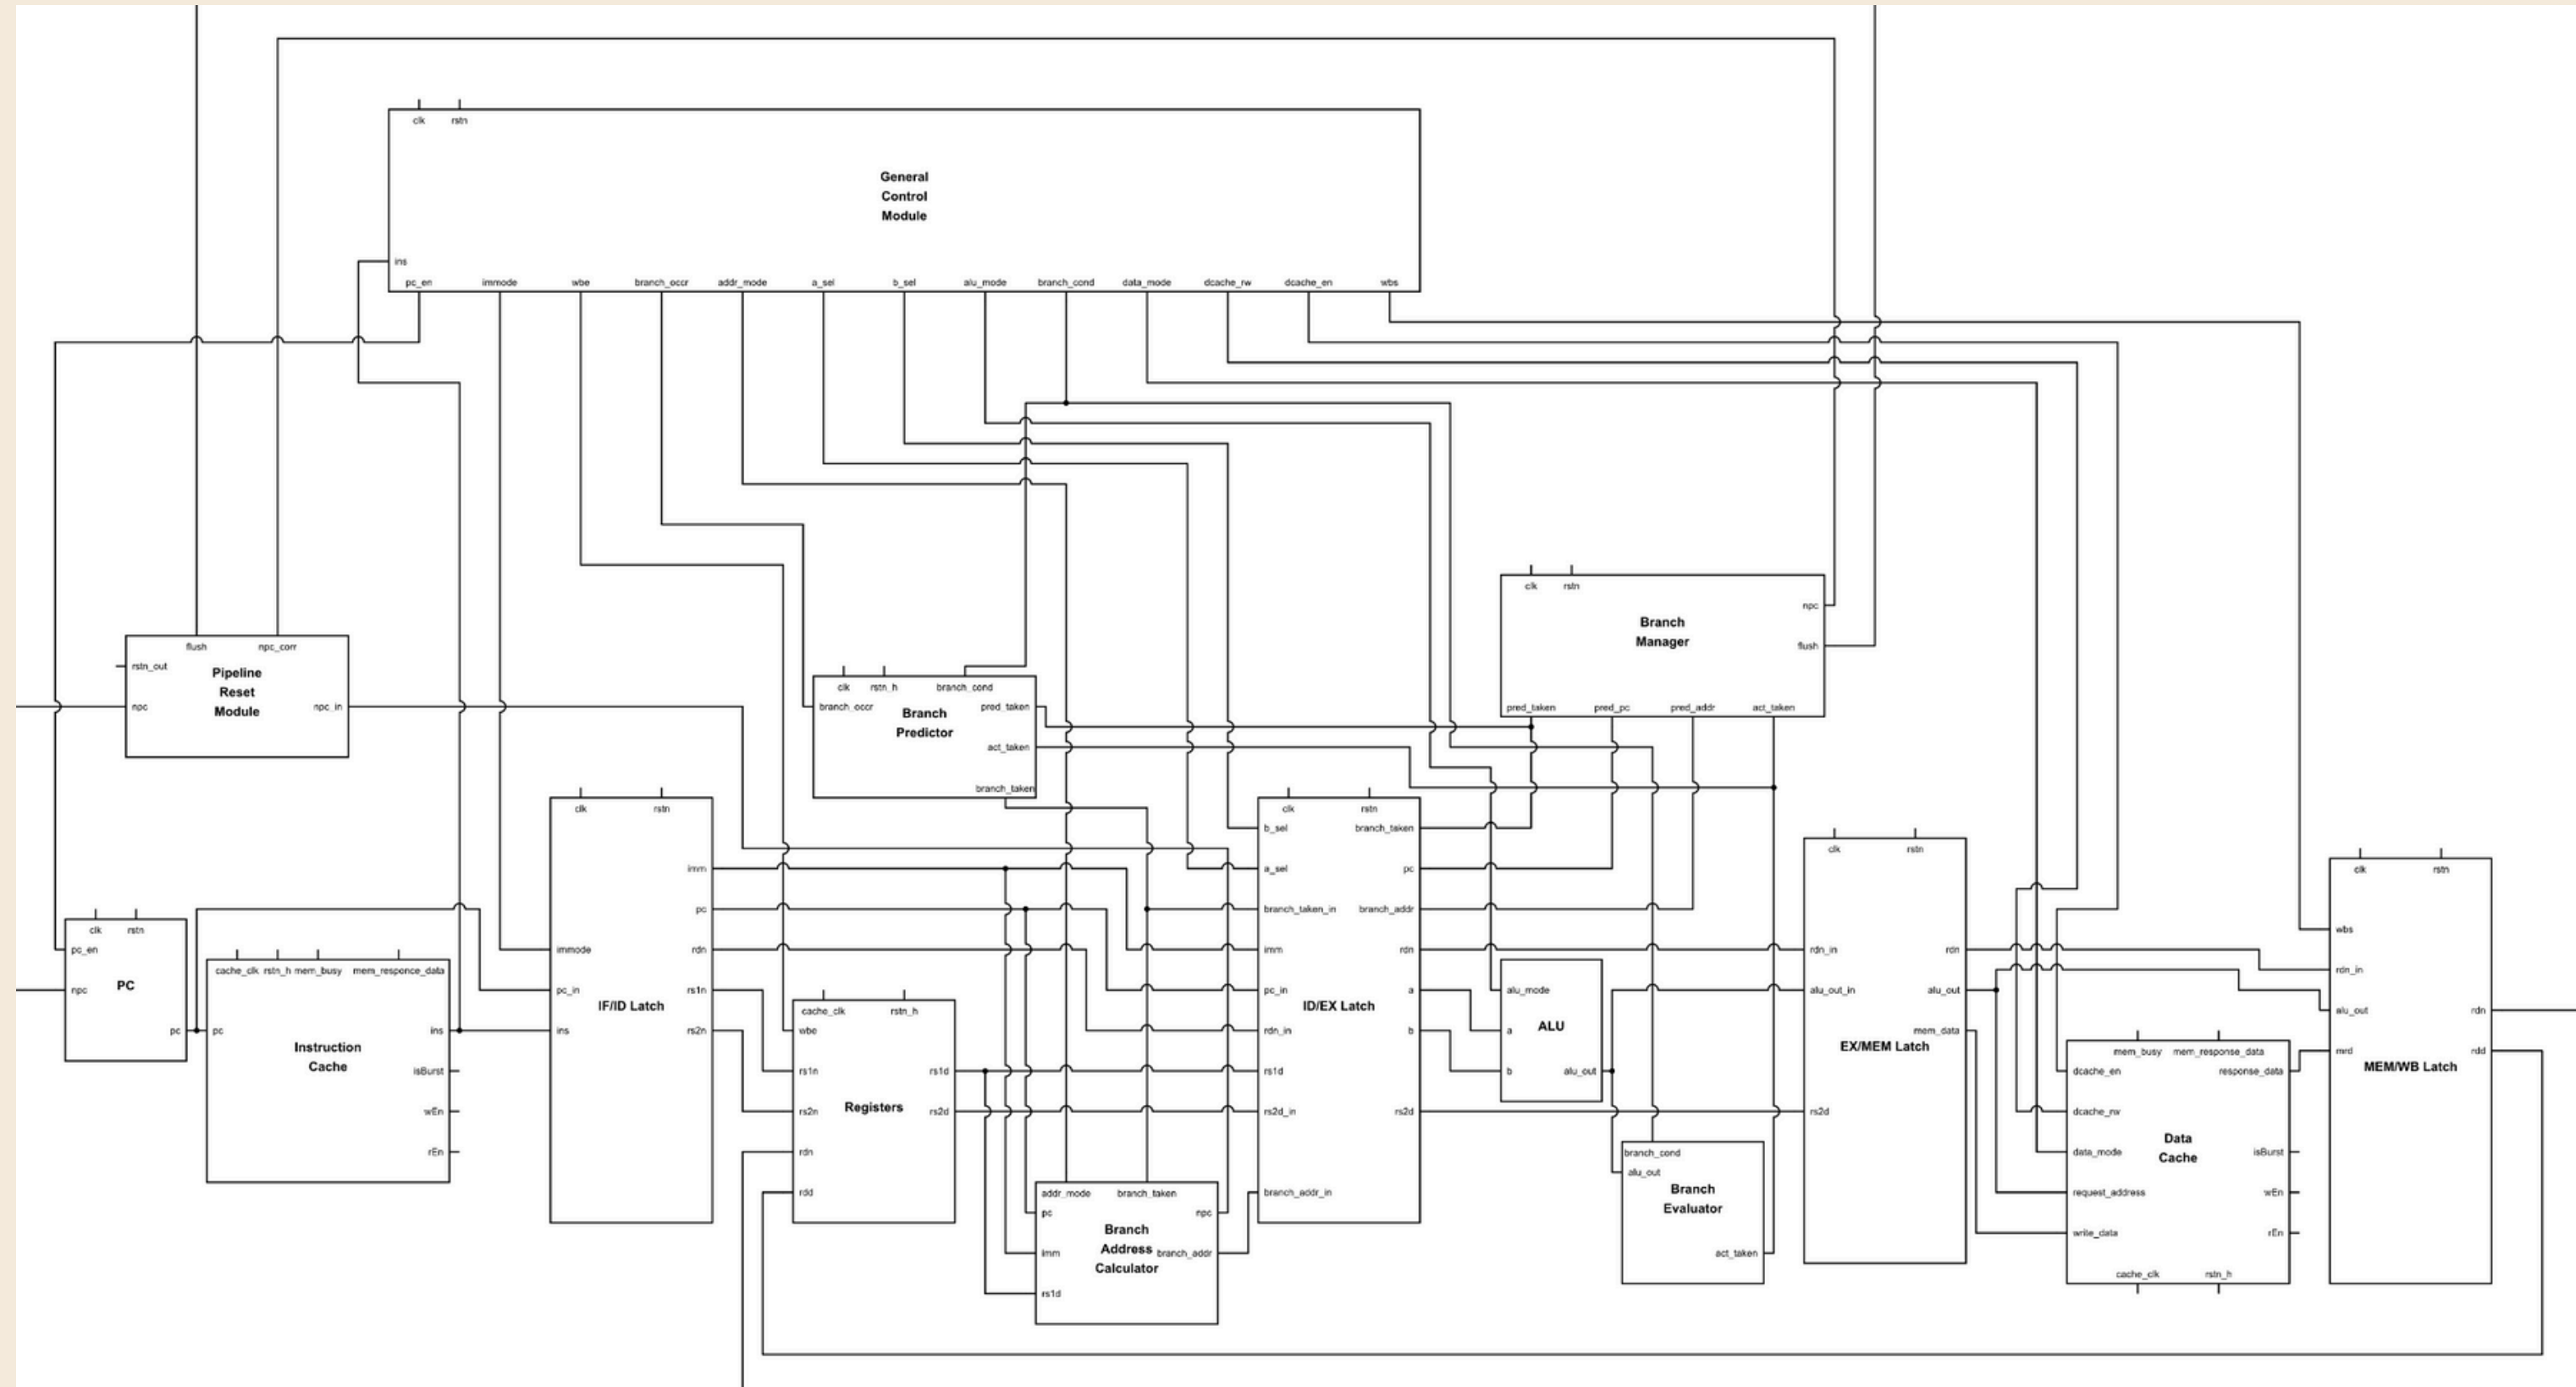 clk rstn
General
Control
Module
ins
pc_en immode wbe branch_occr addr_mode a_sel b_sel alu_mode branch_cond data_mode dcache_rw dcache_en wbs
flush npc_corr
rstn_out
Pipeline
Reset
Module
npc npc_in
clk rstn
npc
Branch
Manager
flush
pred_taken pred_pc pred_addr act_taken
clk rstn_h branch_cond
branch_occr pred_taken
Branch
Predictor
act_taken
branch_taken
clk rstn
pc_en
PC
npc
pc
cache_clk rstn_h mem_busy mem_responce_data
pc ins
Instruction
Cache
isBurst
wEn
rEn
clk rstn
imm
pc
immode rdn
pc_in rs1n
IF/ID Latch
ins rs2n
cache_clk rstn_h
wbe
rs1n rs1d
Registers
rs2n rs2d
rdn
rdd
addr_mode branch_taken
pc npc
Branch
Address
Calculator
imm branch_addr
rs1d
clk rstn
b_sel branch_taken
a_sel pc
branch_taken_in branch_addr
imm rdn
pc_in a
ID/EX Latch
rdn_in b
rs1d
rs2d_in rs2d
branch_addr_in
alu_mode
ALU
a
b alu_out
branch_cond
alu_out
Branch
Evaluator
act_taken
clk rstn
rdn_in rdn
alu_out_in alu_out
mem_data
EX/MEM Latch
rs2d
mem_busy mem_response_data
dcache_en response_data
data_mode isBurst
Data
Cache
request_address wEn
write_data rEn
cache_clk rstn_h
clk rstn
wbs
rdn_in
alu_out rdn
mrd rdd
MEM/WB Latch